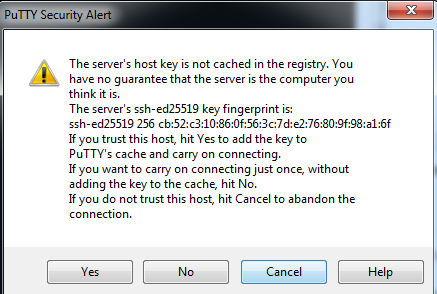 PuTTY Security Alert
The server's host key is not cached in the registry. You
have no guarantee that the server is the computer you
think it is.
The server's ssh-ed25519 key fingerprint is:
ssh-ed25519 256 cb:52:c3:10:86:0f:56:3c:7d:e2:76:80:9f:98:a1:6f
If you trust this host, hit Yes to add the key to
PuTTY's cache and carry on connecting.
If you want to carry on connecting just once, without
adding the key to the cache, hit No.
If you do not trust this host, hit Cancel to abandon the
connection.
Yes No Cancel Help